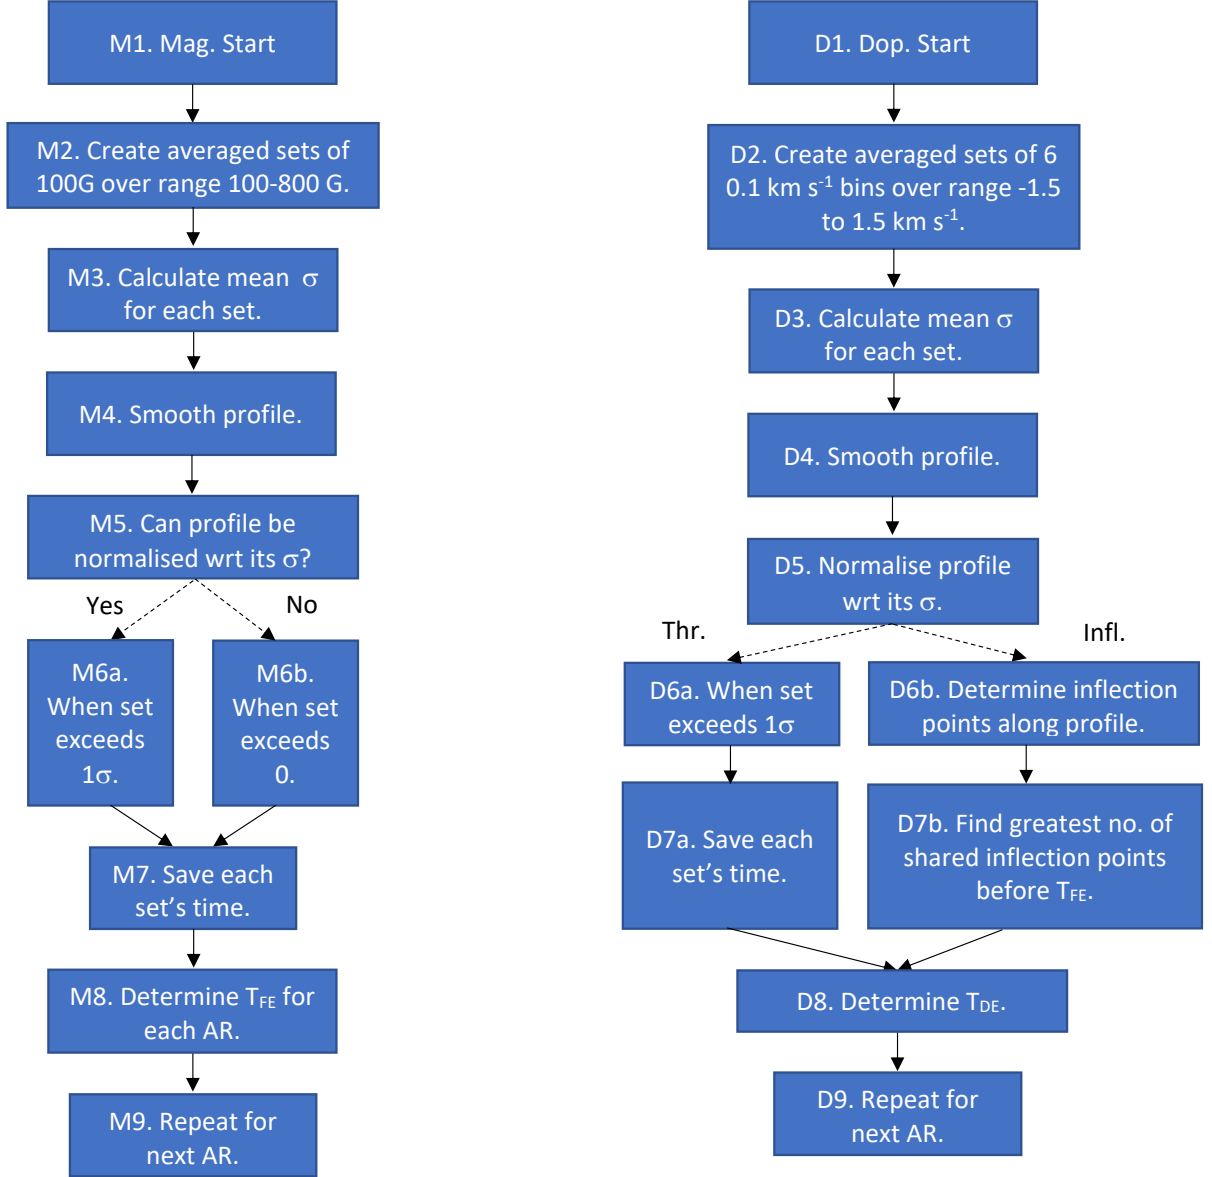 M1. Mag. Start
M2. Create averaged sets of
100G over range 100-800 G.
M3. Calculate mean σ
for each set.
M4. Smooth profile.
M5. Can profile be
normalised wrt its σ?
Yes
No
M6a.
When set
exceeds
1σ.
M6b.
When set
exceeds
0.
M7. Save each
set’s time.
M8. Determine T_FE for
each AR.
M9. Repeat for
next AR.
D1. Dop. Start
D2. Create averaged sets of 6
0.1 km s⁻¹ bins over range -1.5
to 1.5 km s⁻¹.
D3. Calculate mean σ
for each set.
D4. Smooth profile.
D5. Normalise profile
wrt its σ.
Thr.
Infl.
D6a. When set
exceeds 1σ
D6b. Determine inflection
points along profile.
D7a. Save each
set’s time.
D7b. Find greatest no. of
shared inflection points
before T_FE.
D8. Determine T_DE.
D9. Repeat for
next AR.